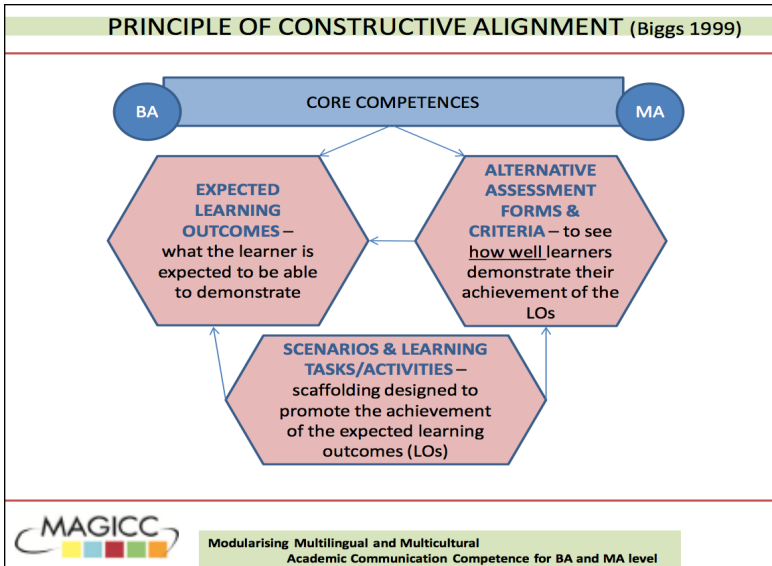 PRINCIPLE OF CONSTRUCTIVE ALIGNMENT (Biggs 1999)
BA
CORE COMPETENCES
MA
EXPECTED
LEARNING
OUTCOMES –
what the learner is
expected to be able
to demonstrate
ALTERNATIVE
ASSESSMENT
FORMS &
CRITERIA – to see
how well learners
demonstrate their
achievement of the
LOs
SCENARIOS & LEARNING
TASKS/ACTIVITIES –
scaffolding designed to
promote the achievement
of the expected learning
outcomes (LOs)
MAGICC
Modularising Multilingual and Multicultural
Academic Communication Competence for BA and MA level